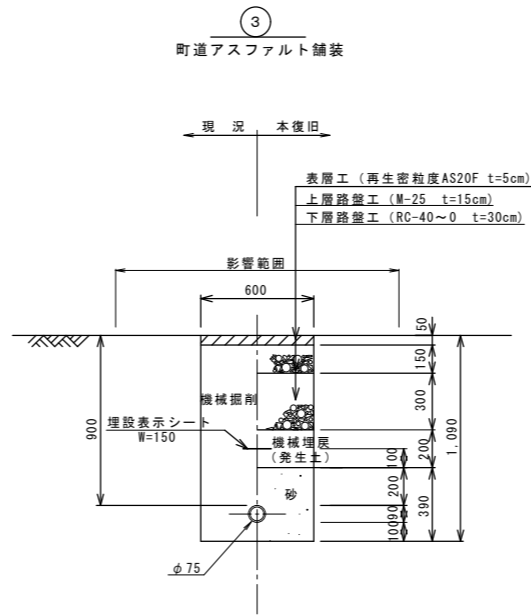 3
町道アスファルト舗装
現 況 本復旧
表層工 (再生密粒度AS20F t=5cm)
上層路盤工 (M-25 t=15cm)
下層路盤工 (RC-40～0 t=30cm)
影響範囲
600
50
150
300
200
100
200
90
100
390
1,090
900
機械掘削
埋設表示シート
W=150
機械埋戻
(発生土)
砂
φ75